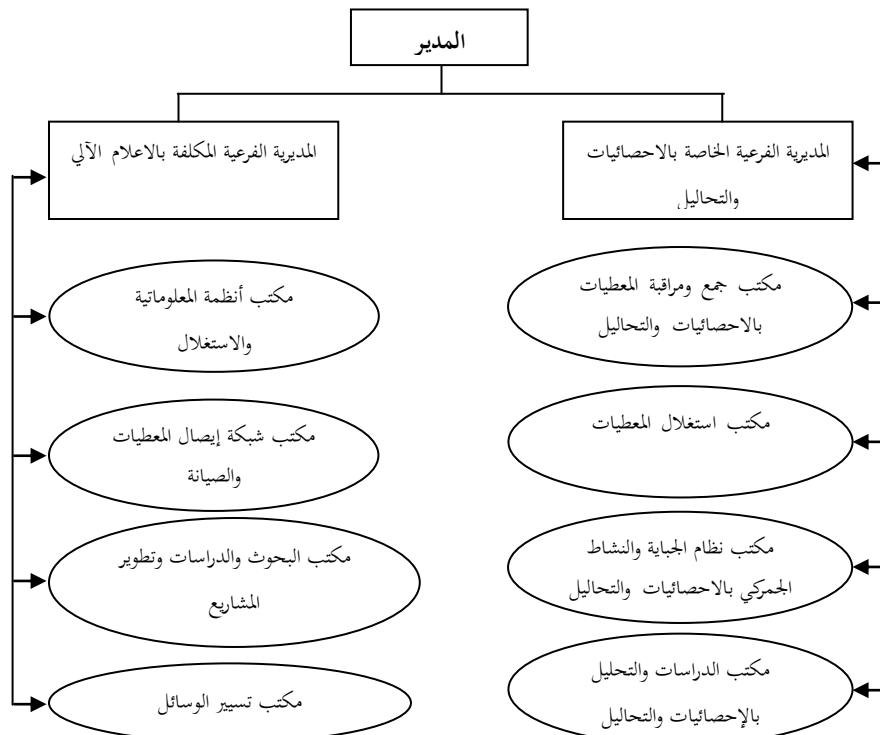 المدير
المديرية الفرعية الخاصة بالاحصائيات
والتحاليل
مكتب جمع ومراقبة المعطيات
بالاحصائيات والتحاليل
مكتب استغلال المعطيات
مكتب نظام الجباية والنشاط
الجمركي بالاحصائيات والتحاليل
مكتب الدراسات والتحليل
بالإحصائيات والتحاليل
المديرية الفرعية المكلفة بالاعلام الآلي
مكتب أنظمة المعلوماتية
والاستغلال
مكتب شبكة إيصال المعطيات
والصيانة
مكتب البحوث والدراسات وتطوير
المشاريع
مكتب تسيير الوسائل